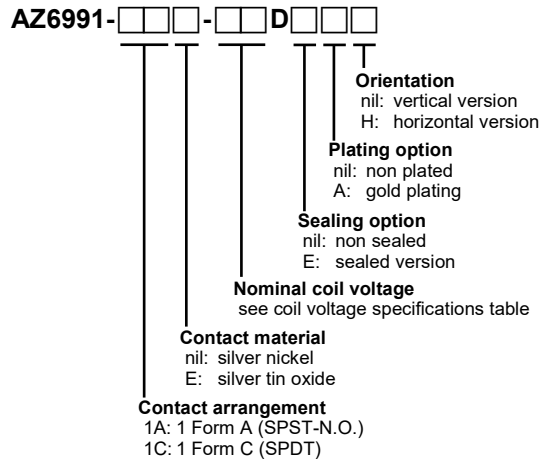 AZ6991-□□□-□□D□□□
Orientation
nil: vertical version
H: horizontal version
Plating option
nil: non plated
A: gold plating
Sealing option
nil: non sealed
E: sealed version
Nominal coil voltage
see coil voltage specifications table
Contact material
nil: silver nickel
E: silver tin oxide
Contact arrangement
1A: 1 Form A (SPST-N.O.)
1C: 1 Form C (SPDT)